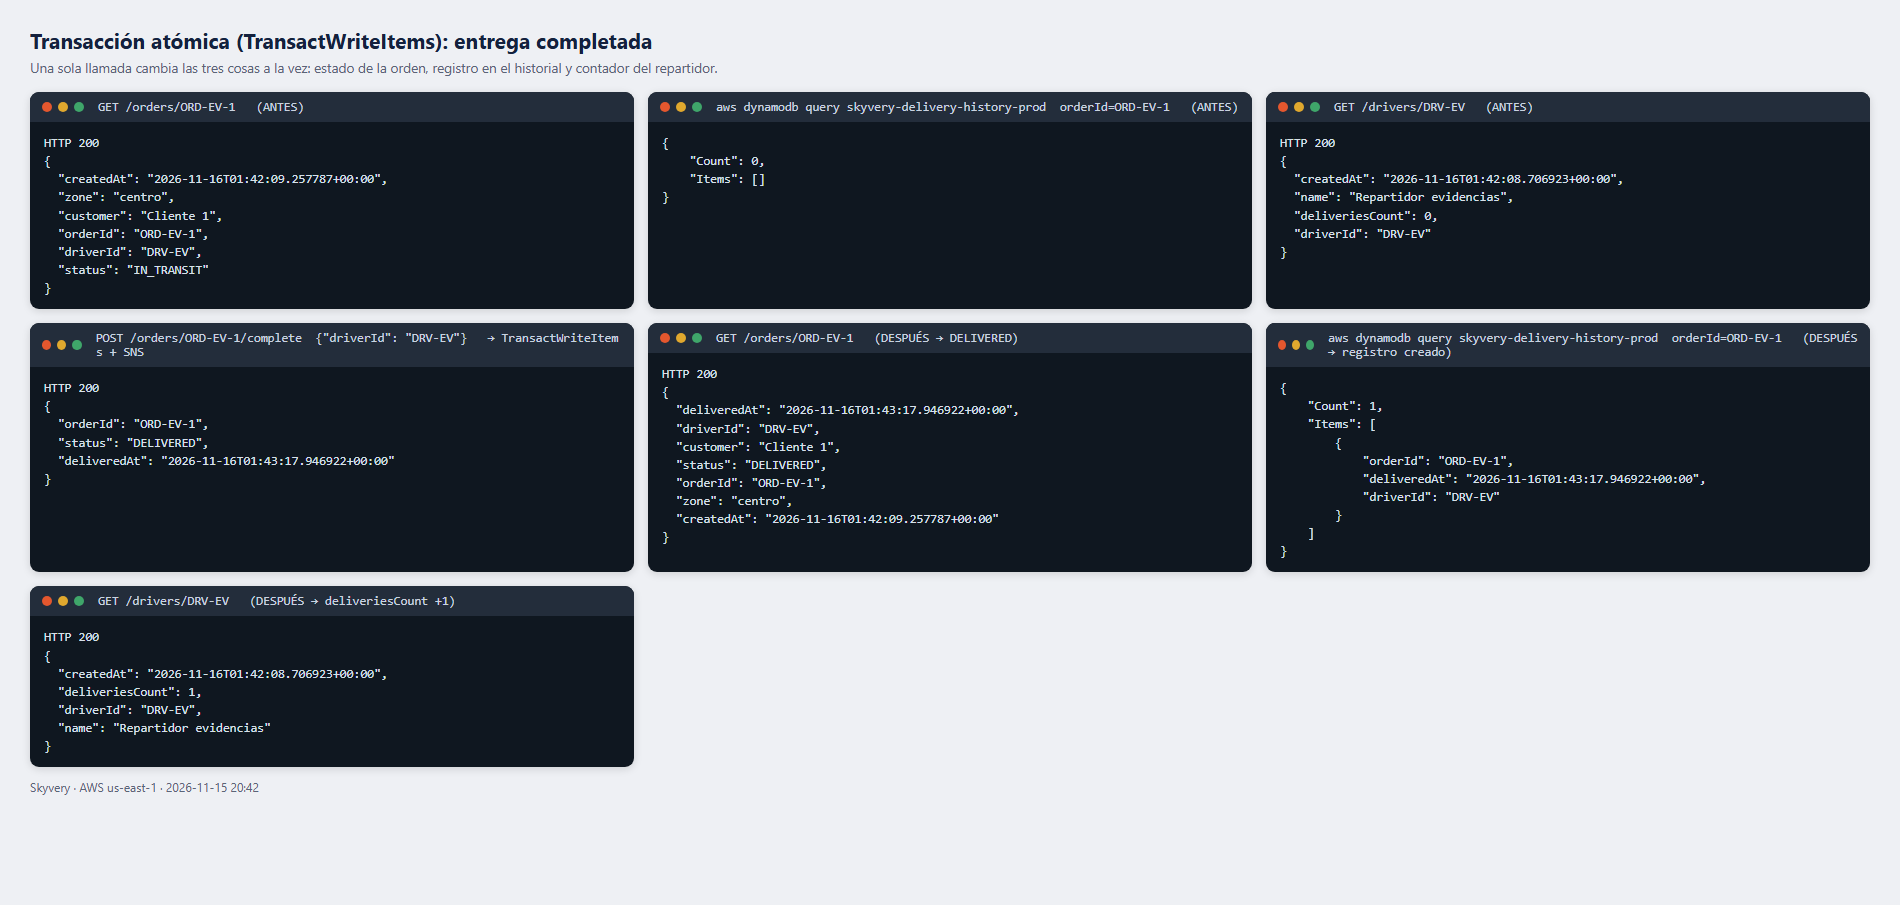 Transacción atómica (TransactWriteItems): entrega completada
Una sola llamada cambia las tres cosas a la vez: estado de la orden, registro en el historial y contador del repartidor.
GET /orders/ORD-EV-1   (ANTES)
HTTP 200
{
  "createdAt": "2026-11-16T01:42:09.257787+00:00",
  "zone": "centro",
  "customer": "Cliente 1",
  "orderId": "ORD-EV-1",
  "driverId": "DRV-EV",
  "status": "IN_TRANSIT"
}
aws dynamodb query skyvery-delivery-history-prod  orderId=ORD-EV-1   (ANTES)
{
    "Count": 0,
    "Items": []
}
GET /drivers/DRV-EV   (ANTES)
HTTP 200
{
  "createdAt": "2026-11-16T01:42:08.706923+00:00",
  "name": "Repartidor evidencias",
  "deliveriesCount": 0,
  "driverId": "DRV-EV"
}
POST /orders/ORD-EV-1/complete  {"driverId": "DRV-EV"}   → TransactWriteItem
s + SNS
HTTP 200
{
  "orderId": "ORD-EV-1",
  "status": "DELIVERED",
  "deliveredAt": "2026-11-16T01:43:17.946922+00:00"
}
GET /orders/ORD-EV-1   (DESPUÉS → DELIVERED)
HTTP 200
{
  "deliveredAt": "2026-11-16T01:43:17.946922+00:00",
  "driverId": "DRV-EV",
  "customer": "Cliente 1",
  "status": "DELIVERED",
  "orderId": "ORD-EV-1",
  "zone": "centro",
  "createdAt": "2026-11-16T01:42:09.257787+00:00"
}
aws dynamodb query skyvery-delivery-history-prod  orderId=ORD-EV-1   (DESPUÉS
→ registro creado)
{
    "Count": 1,
    "Items": [
        {
            "orderId": "ORD-EV-1",
            "deliveredAt": "2026-11-16T01:43:17.946922+00:00",
            "driverId": "DRV-EV"
        }
    ]
}
GET /drivers/DRV-EV   (DESPUÉS → deliveriesCount +1)
HTTP 200
{
  "createdAt": "2026-11-16T01:42:08.706923+00:00",
  "deliveriesCount": 1,
  "driverId": "DRV-EV",
  "name": "Repartidor evidencias"
}
Skyvery · AWS us-east-1 · 2026-11-15 20:42